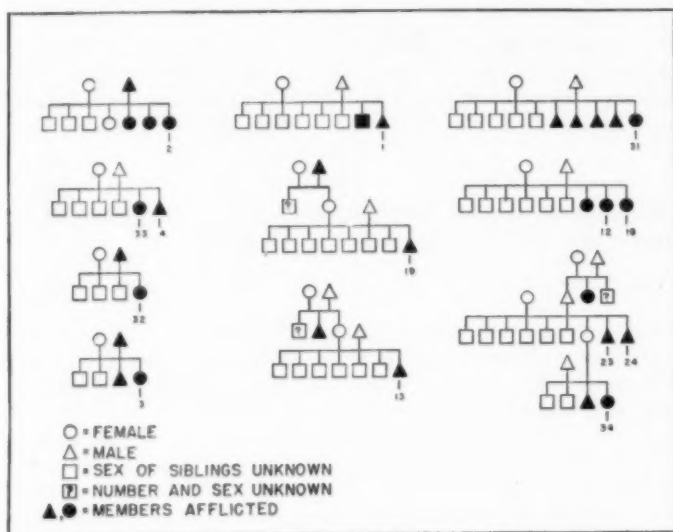 2
1
31
33 4
?
12 19
19
32
?
?
3
13
23 24
34
○ = FEMALE
△ = MALE
□ = SEX OF SIBLINGS UNKNOWN
? = NUMBER AND SEX UNKNOWN
▲,● = MEMBERS AFFLICTED